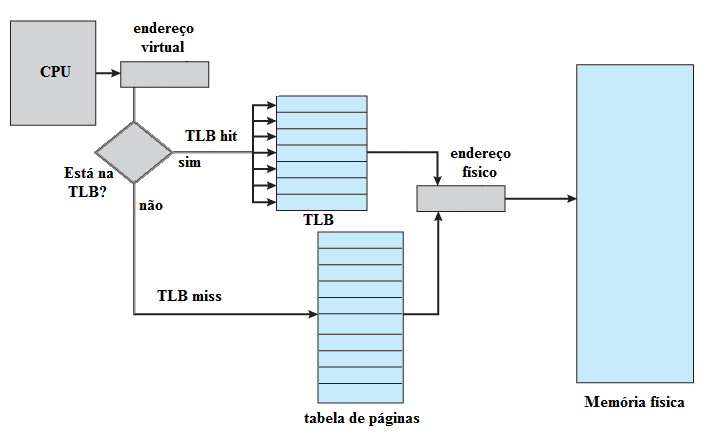 endereço
virtual
CPU
TLB hit
sim
Está na
TLB?
não
endereço
físico
TLB
TLB miss
tabela de páginas
Memória física